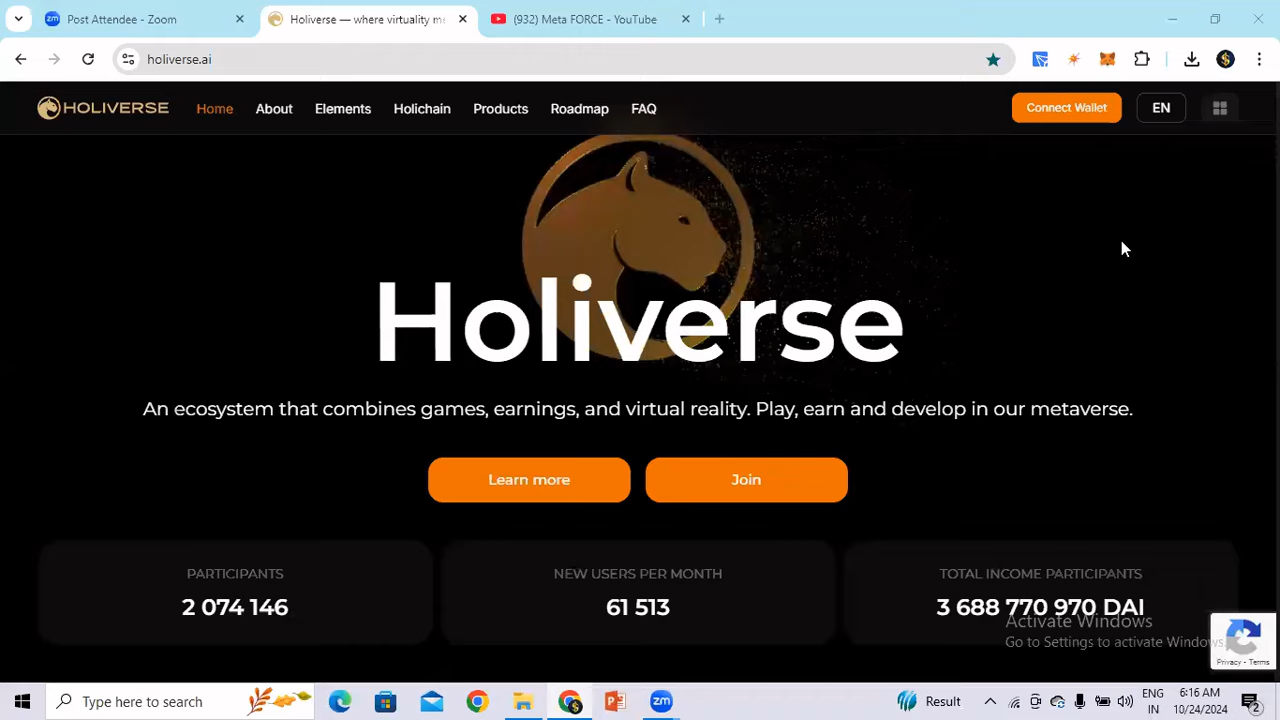 Post Attendee - Zoom
Holiverse — where virtuality me
(932) Meta FORCE - YouTube
holiverse.ai
HOLIVERSE
Home
About
Elements
Holichain
Products
Roadmap
FAQ
Connect Wallet
EN
Holiverse
An ecosystem that combines games, earnings, and virtual reality. Play, earn and develop in our metaverse.
Learn more
Join
PARTICIPANTS
2 074 146
NEW USERS PER MONTH
61 513
TOTAL INCOME PARTICIPANTS
3 688 770 970 DAI
Activate Windows
Go to Settings to activate Windows.
Privacy - Terms
Type here to search
Result
ENG
IN
6:16 AM
10/24/2024
2